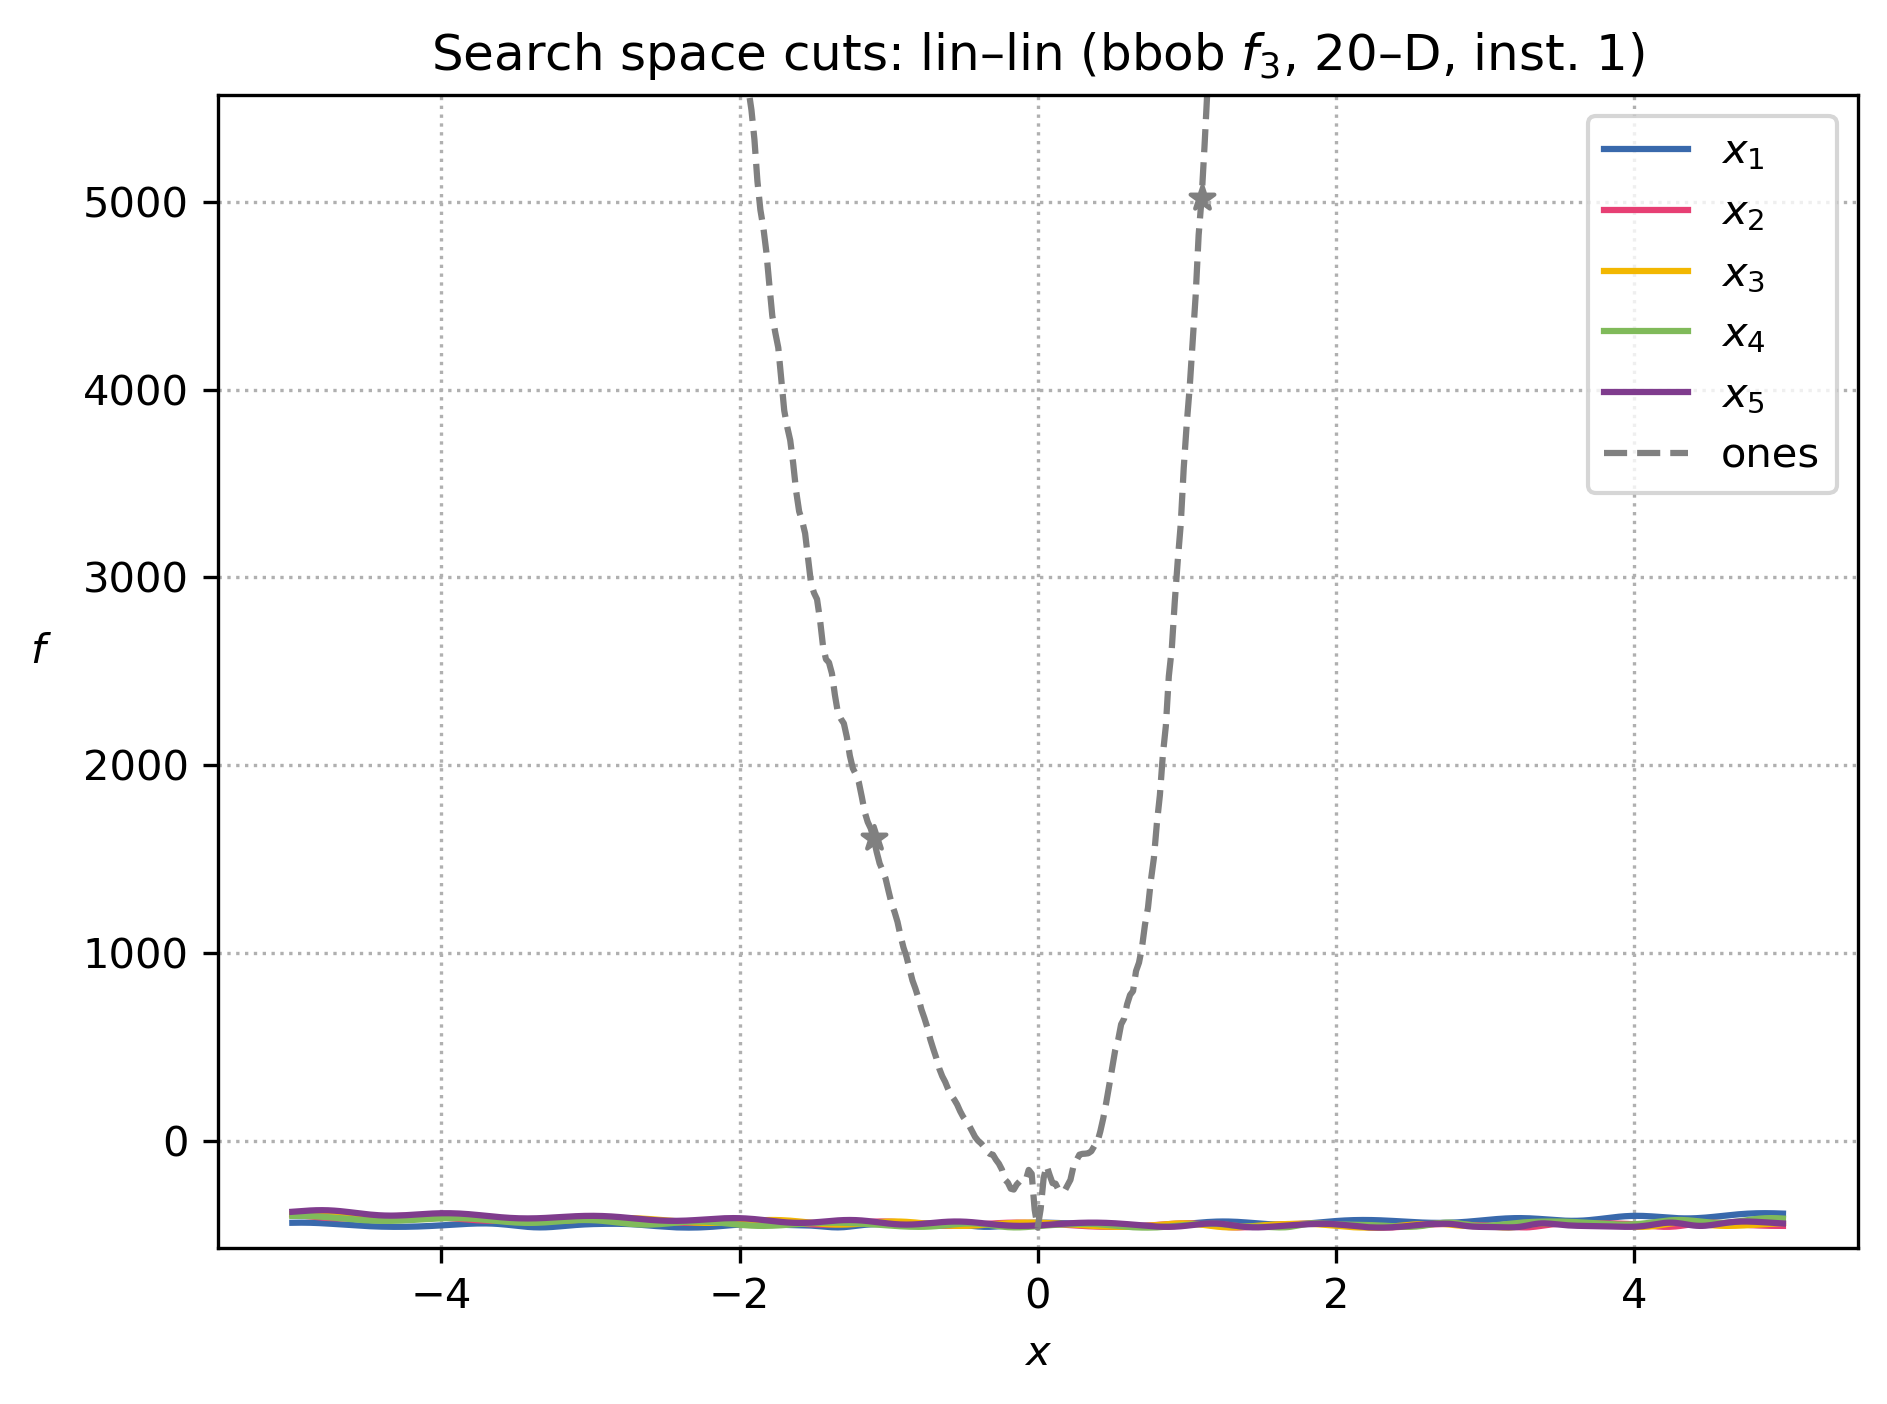 Search space cuts: lin–lin (bbob f₃, 20–D, inst. 1)
x₁
x₂
x₃
x₄
x₅
ones
5000
4000
3000
2000
1000
0
f
−4 −2 0 2 4
x